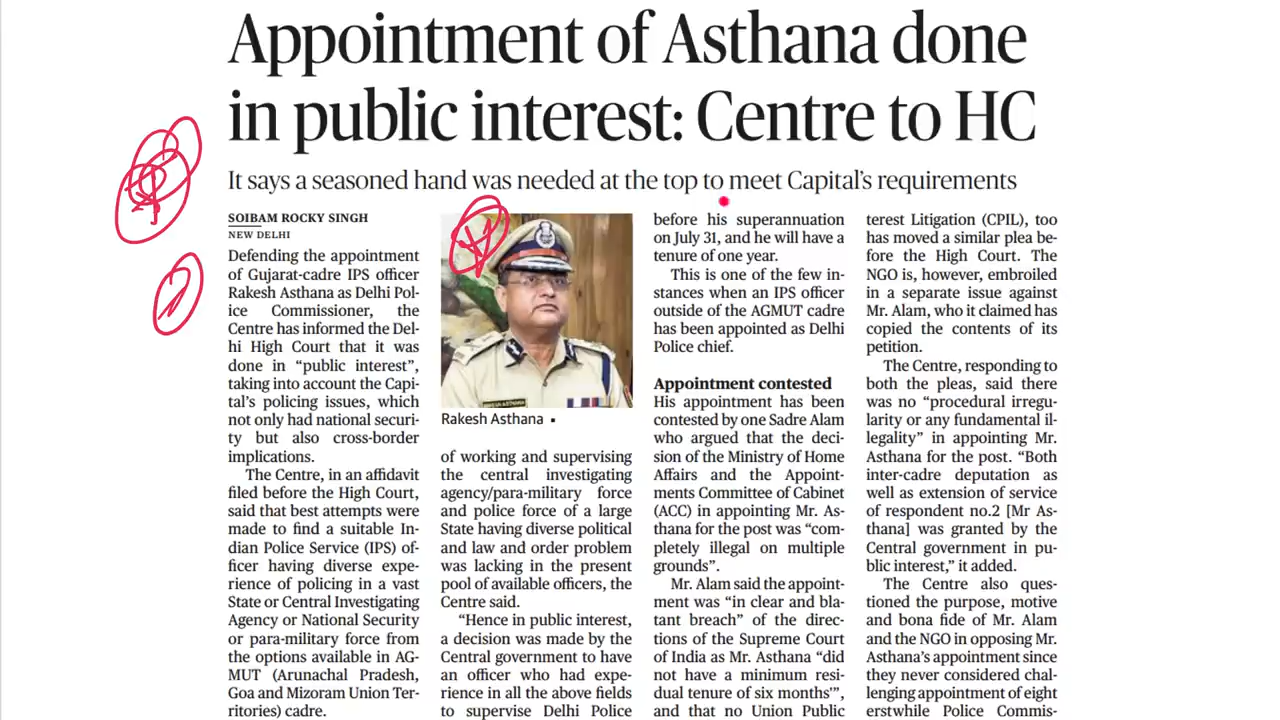 Appointment of Asthana done
in public interest: Centre to HC
It says a seasoned hand was needed at the top to meet Capital's requirements
SOIBAM ROCKY SINGH
NEW DELHI
Defending the appointment
of Gujarat-cadre IPS officer
Rakesh Asthana as Delhi Pol-
ice Commissioner, the
Centre has informed the Del-
hi High Court that it was
done in “public interest”,
taking into account the Capi-
tal's policing issues, which
not only had national securi-
ty but also cross-border
implications.
The Centre, in an affidavit
filed before the High Court,
said that best attempts were
made to find a suitable In-
dian Police Service (IPS) of-
ficer having diverse expe-
rience of policing in a vast
State or Central Investigating
Agency or National Security
or para-military force from
the options available in AG-
MUT (Arunachal Pradesh,
Goa and Mizoram Union Ter-
ritories) cadre.
RAKESH ASTHANA
Rakesh Asthana
of working and supervising
the central investigating
agency/para-military force
and police force of a large
State having diverse political
and law and order problem
was lacking in the present
pool of available officers, the
Centre said.
“Hence in public interest,
a decision was made by the
Central government to have
an officer who had expe-
rience in all the above fields
to supervise Delhi Police
before his superannuation
on July 31, and he will have a
tenure of one year.
This is one of the few in-
stances when an IPS officer
outside of the AGMUT cadre
has been appointed as Delhi
Police chief.
Appointment contested
His appointment has been
contested by one Sadre Alam
who argued that the deci-
sion of the Ministry of Home
Affairs and the Appoint-
ments Committee of Cabinet
(ACC) in appointing Mr. As-
thana for the post was “com-
pletely illegal on multiple
grounds”.
Mr. Alam said the appoint-
ment was “in clear and bla-
tant breach” of the direc-
tions of the Supreme Court
of India as Mr. Asthana “did
not have a minimum resi-
dual tenure of six months'”,
and that no Union Public
terest Litigation (CPIL), too
has moved a similar plea be-
fore the High Court. The
NGO is, however, embroiled
in a separate issue against
Mr. Alam, who it claimed has
copied the contents of its
petition.
The Centre, responding to
both the pleas, said there
was no “procedural irregu-
larity or any fundamental il-
legality” in appointing Mr.
Asthana for the post. “Both
inter-cadre deputation as
well as extension of service
of respondent no.2 [Mr As-
thana] was granted by the
Central government in pu-
blic interest,” it added.
The Centre also ques-
tioned the purpose, motive
and bona fide of Mr. Alam
and the NGO in opposing Mr.
Asthana's appointment since
they never considered chal-
lenging appointment of eight
erstwhile Police Commis-